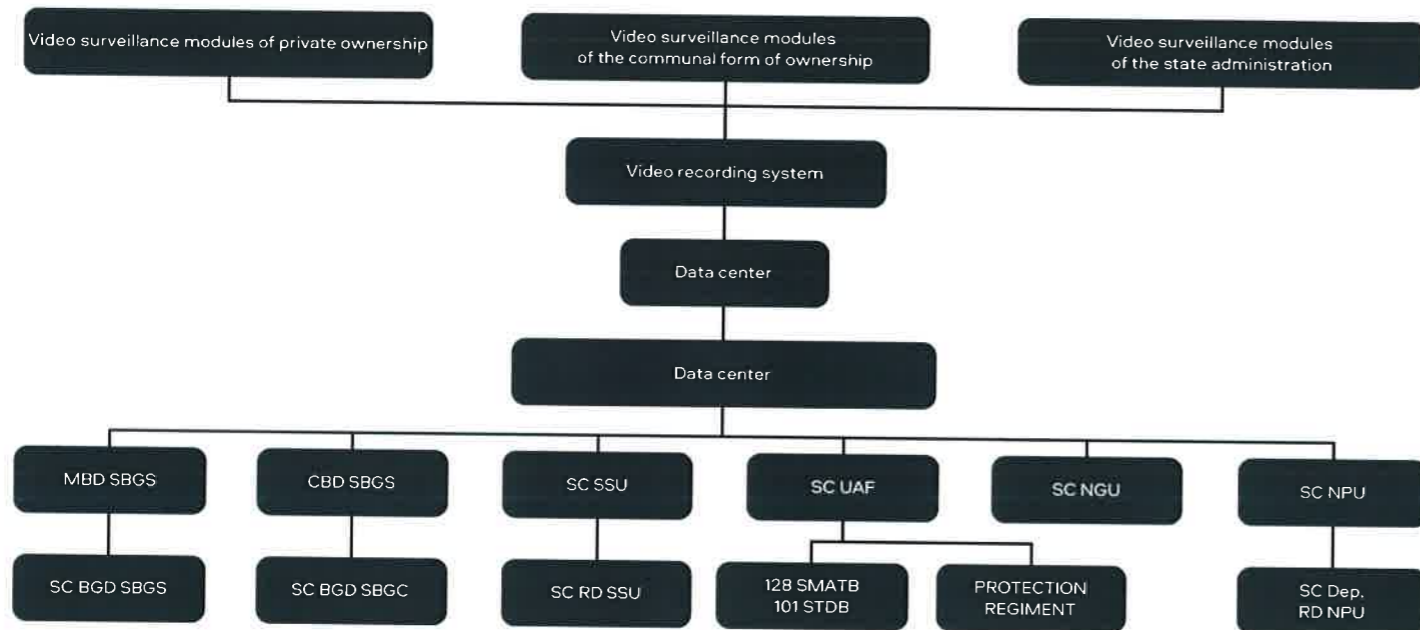 Video surveillance modules of private ownership
Video surveillance modules
of the communal form of ownership
Video surveillance modules
of the state administration
Video recording system
Data center
Data center
MBD SBGS
CBD SBGS
SC SSU
SC UAF
SC NGU
SC NPU
SC BGD SBGS
SC BGD SBGC
SC RD SSU
128 SMATB
101 STDB
PROTECTION
REGIMENT
SC Dep,
RD NPU